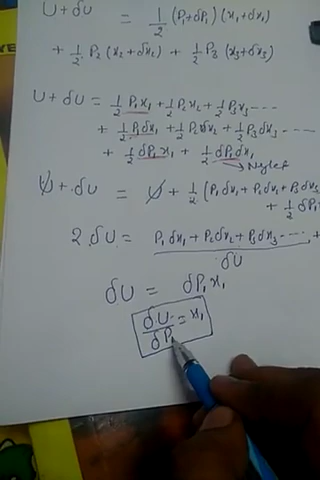 U + δU = 1/2 (P₁+δP₁) (x₁+δx₁)
+ 1/2 P₂ (x₂+δx₂) + 1/2 P₃ (x₃+δx₃)
U + δU = 1/2 P₁x₁ + 1/2 P₂x₂ + 1/2 P₃x₃ ----
+ 1/2 P₁δx₁ + 1/2 P₂δx₂ + 1/2 P₃δx₃ ----
+ 1/2 δP₁x₁ + 1/2 δP₁δx₁
→ Neglect
U + δU = U + 1/2 (P₁δx₁ + P₂δx₂ + P₃δx₃
+ 1/2 δP₁
2 δU = P₁δx₁ + P₂δx₂ + P₃δx₃ ---- +
δU
δU = δP₁x₁
δU/δP₁ = x₁